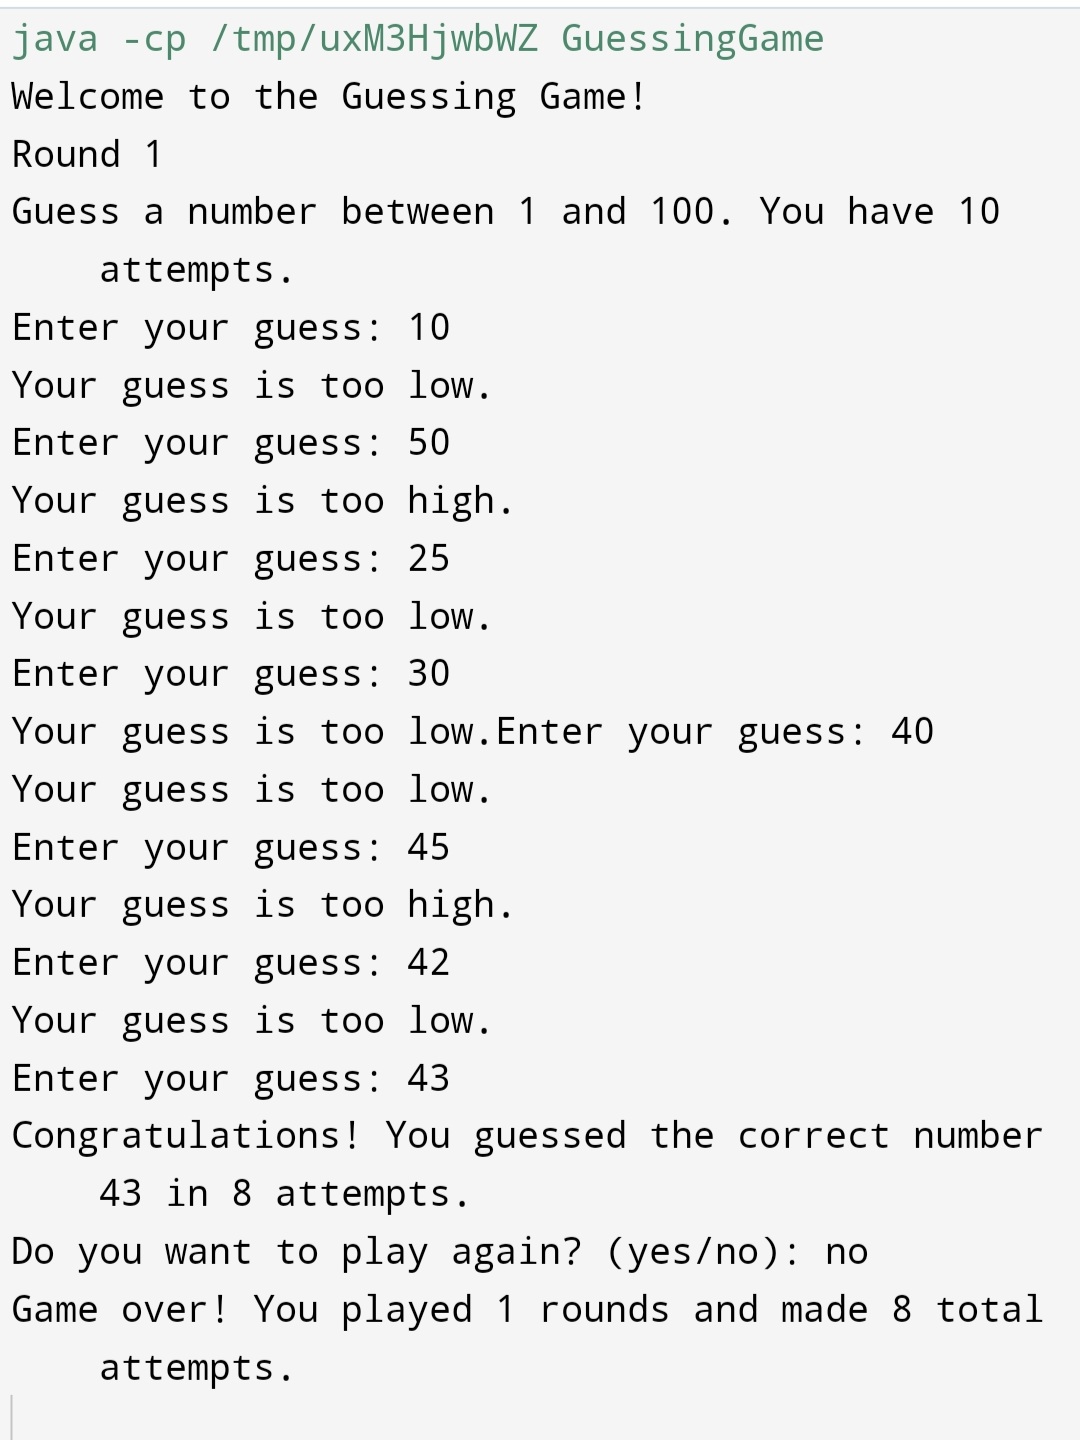 java -cp /tmp/uxM3HjwbWZ GuessingGame
Welcome to the Guessing Game!
Round 1
Guess a number between 1 and 100. You have 10
attempts.
Enter your guess: 10
Your guess is too low.
Enter your guess: 50
Your guess is too high.
Enter your guess: 25
Your guess is too low.
Enter your guess: 30
Your guess is too low.Enter your guess: 40
Your guess is too low.
Enter your guess: 45
Your guess is too high.
Enter your guess: 42
Your guess is too low.
Enter your guess: 43
Congratulations! You guessed the correct number
43 in 8 attempts.
Do you want to play again? (yes/no): no
Game over! You played 1 rounds and made 8 total
attempts.